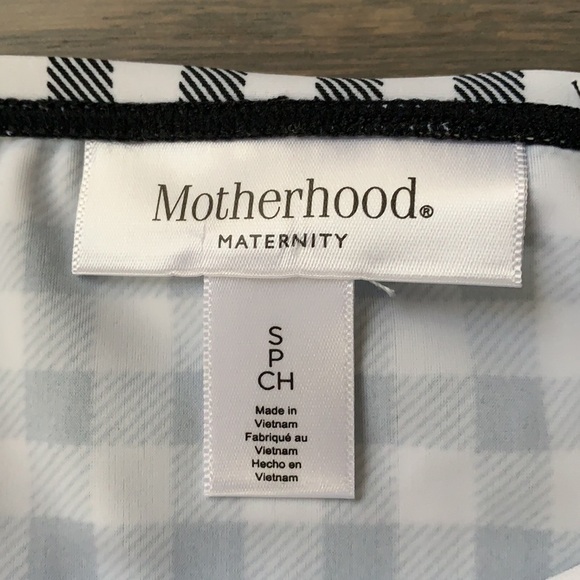 Motherhood®
MATERNITY
S
P
CH
Made in
Vietnam
Fabriqué au
Vietnam
Hecho en
Vietnam